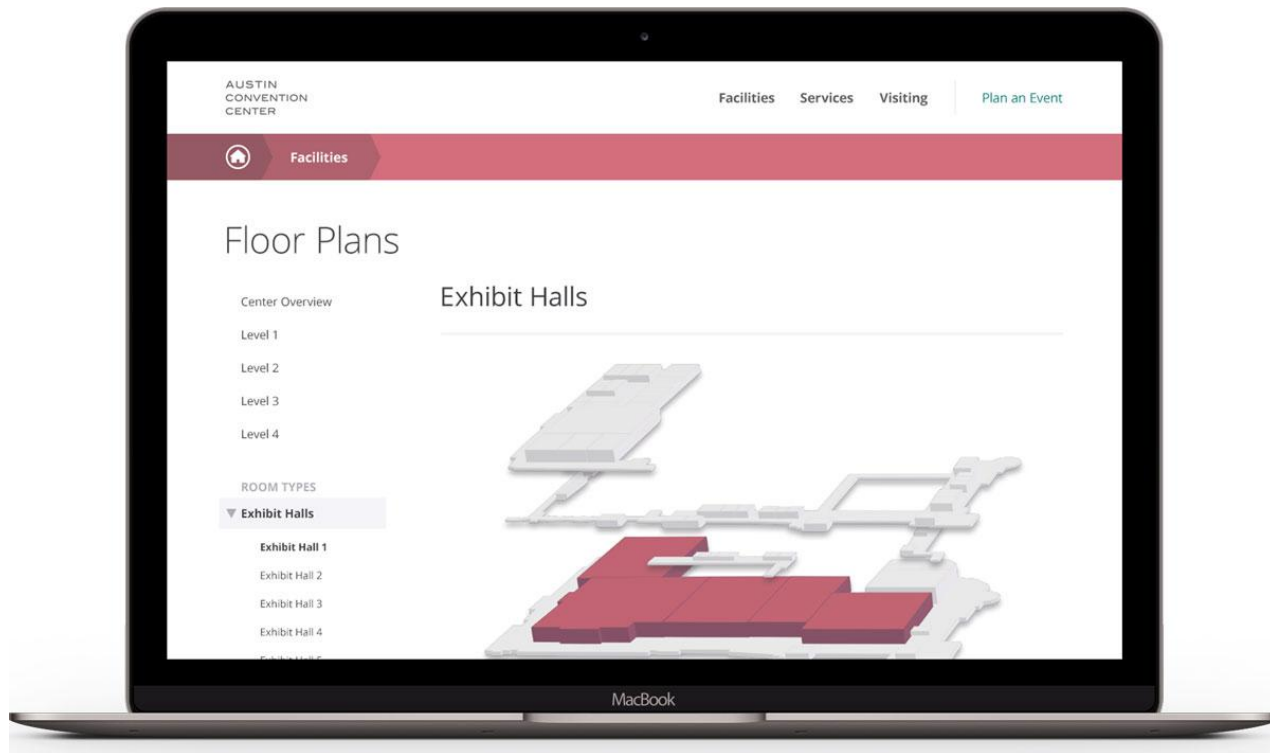 AUSTIN
CONVENTION
CENTER
Facilities Services Visiting Plan an Event
Facilities
Floor Plans
Center Overview
Level 1
Level 2
Level 3
Level 4
ROOM TYPES
Exhibit Halls
Exhibit Hall 1
Exhibit Hall 2
Exhibit Hall 3
Exhibit Hall 4
Exhibit Halls
MacBook